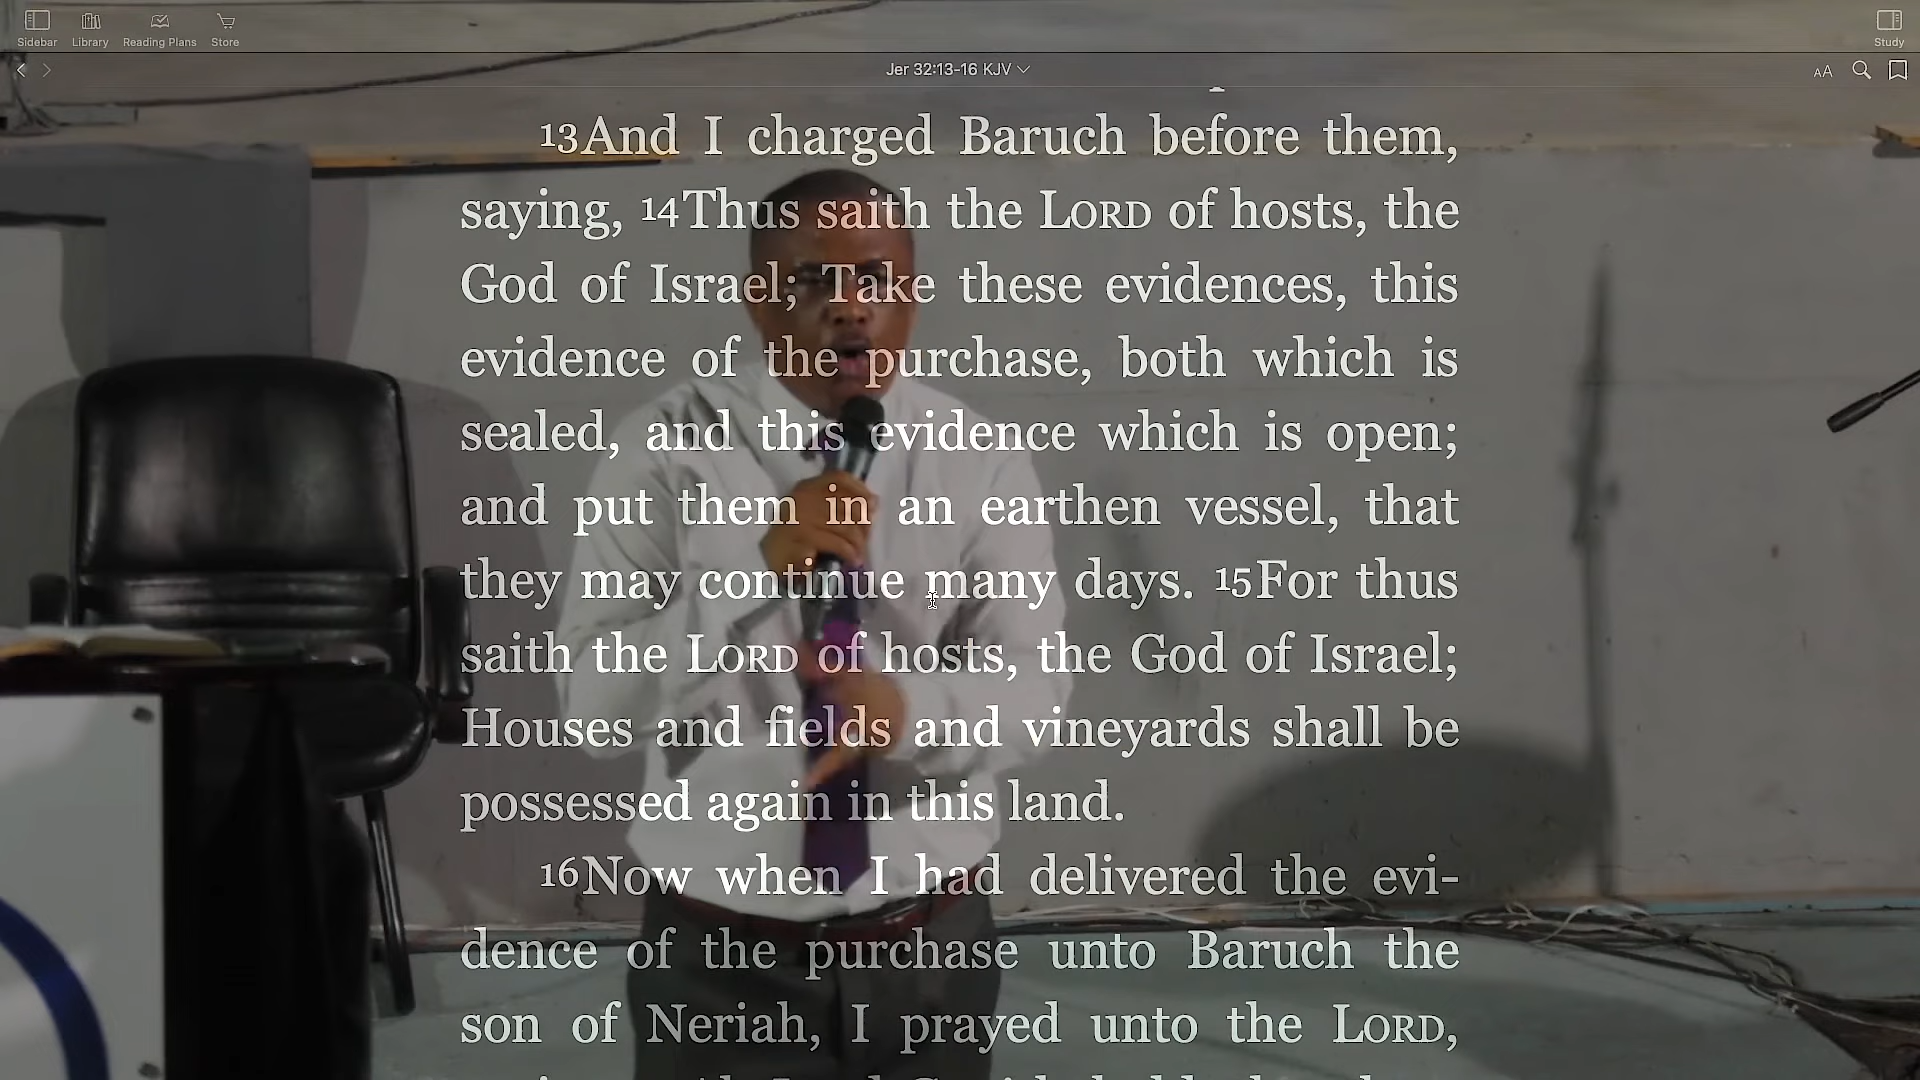 Sidebar Library Reading Plans Store Study
Jer 32:13-16 KJV
AA
13And I charged Baruch before them,
saying, 14Thus saith the LORD of hosts, the
God of Israel; Take these evidences, this
evidence of the purchase, both which is
sealed, and this evidence which is open;
and put them in an earthen vessel, that
they may continue many days. 15For thus
saith the LORD of hosts, the God of Israel;
Houses and fields and vineyards shall be
possessed again in this land.
16Now when I had delivered the evi-
dence of the purchase unto Baruch the
son of Neriah, I prayed unto the LORD,